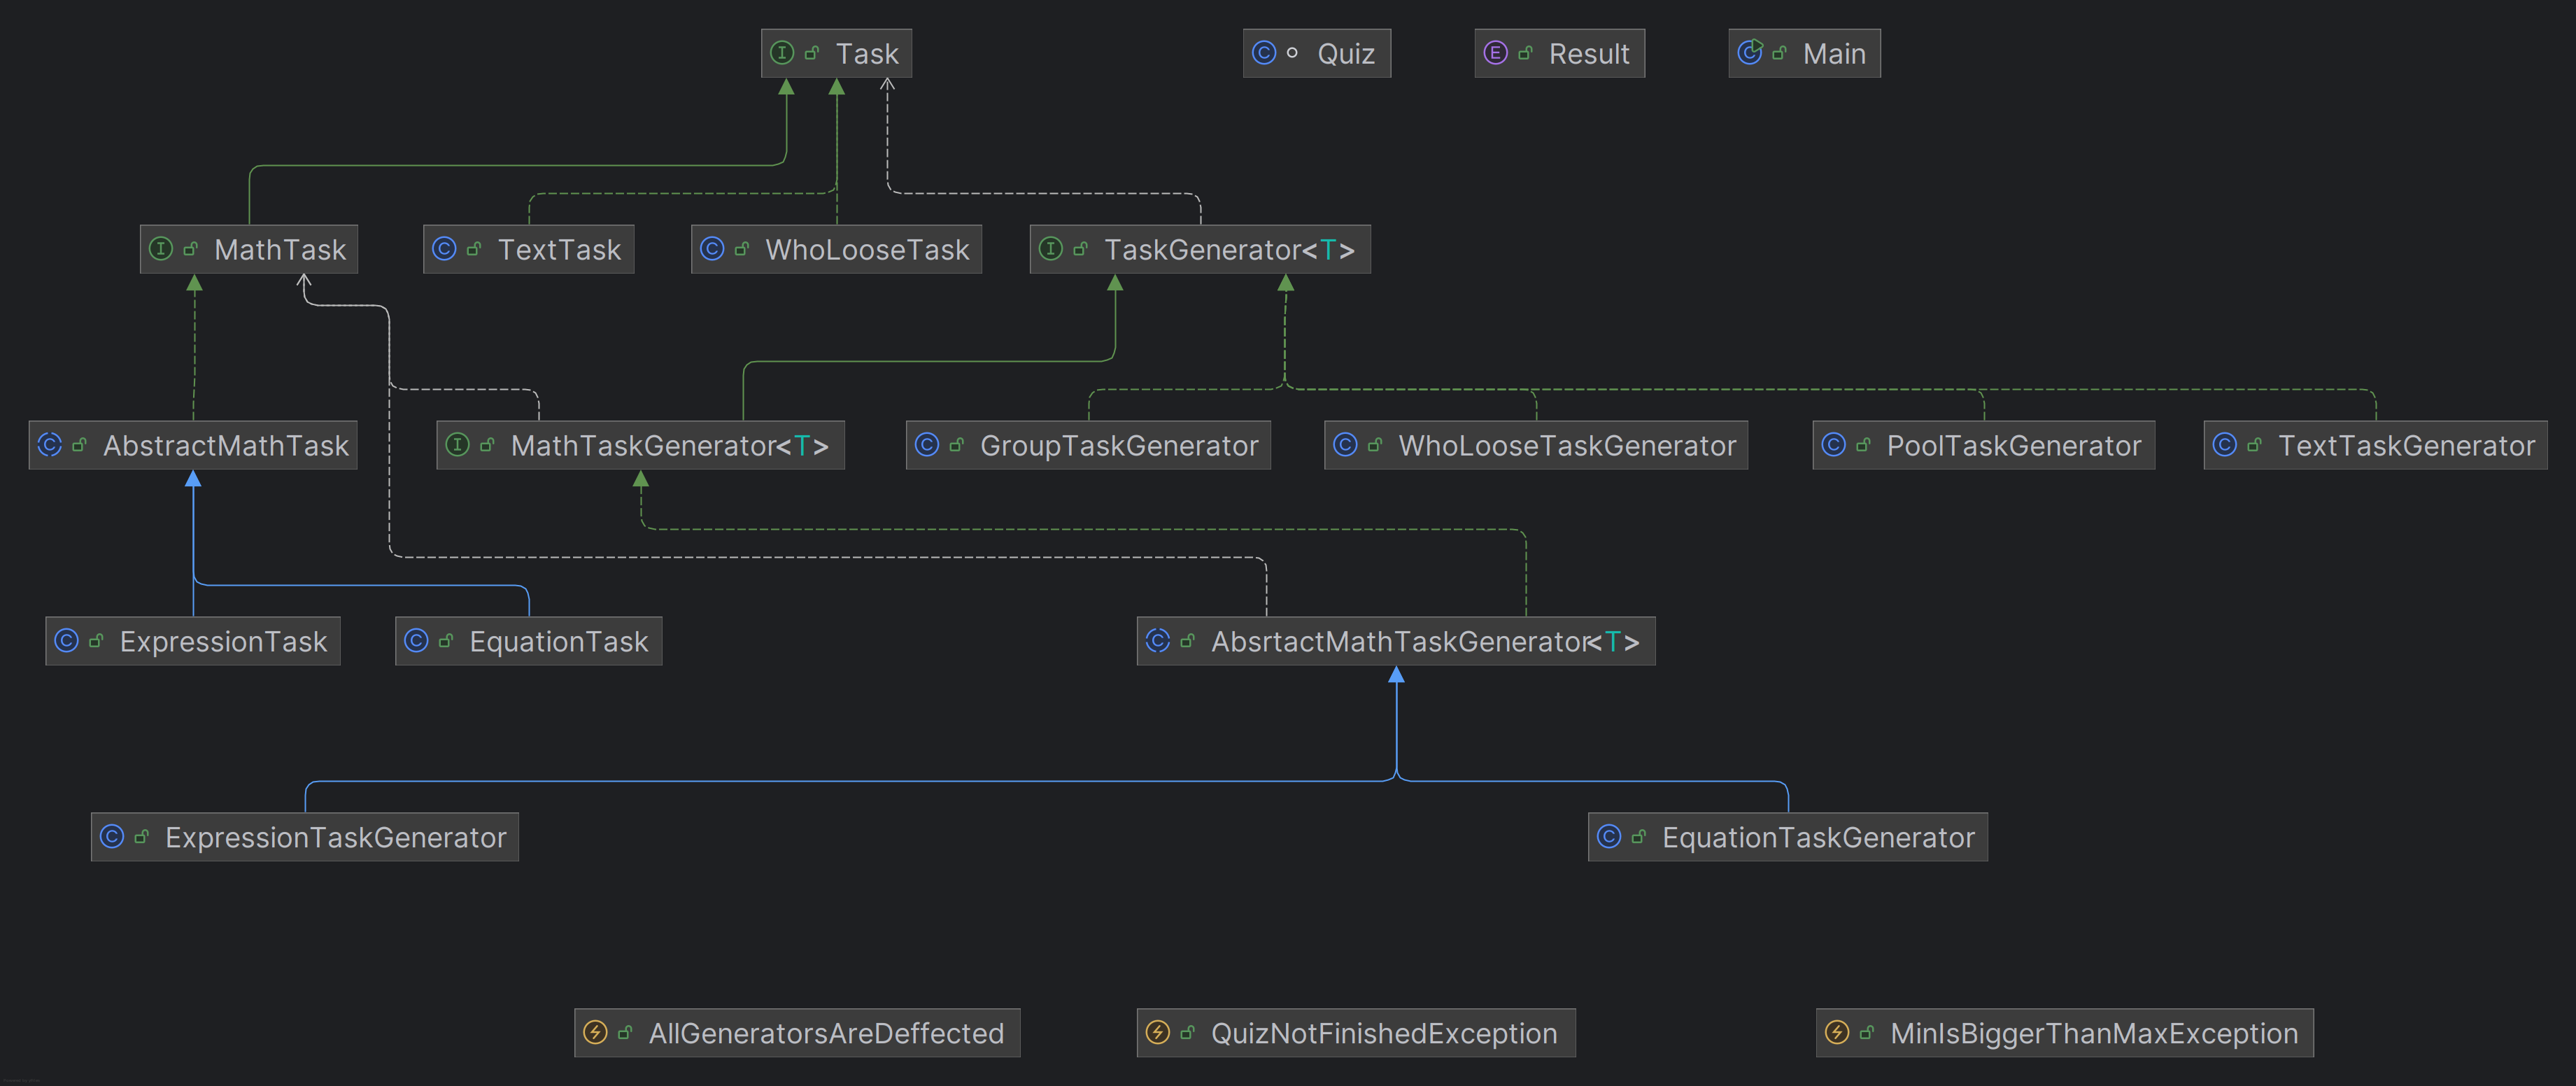 Task
Quiz
Result
Main
MathTask
TextTask
WhoLooseTask
TaskGenerator<T>
AbstractMathTask
MathTaskGenerator<T>
GroupTaskGenerator
WhoLooseTaskGenerator
PoolTaskGenerator
TextTaskGenerator
ExpressionTask
EquationTask
AbsrtactMathTaskGenerator<T>
ExpressionTaskGenerator
EquationTaskGenerator
AllGeneratorsAreDeffected
QuizNotFinishedException
MinIsBiggerThanMaxException